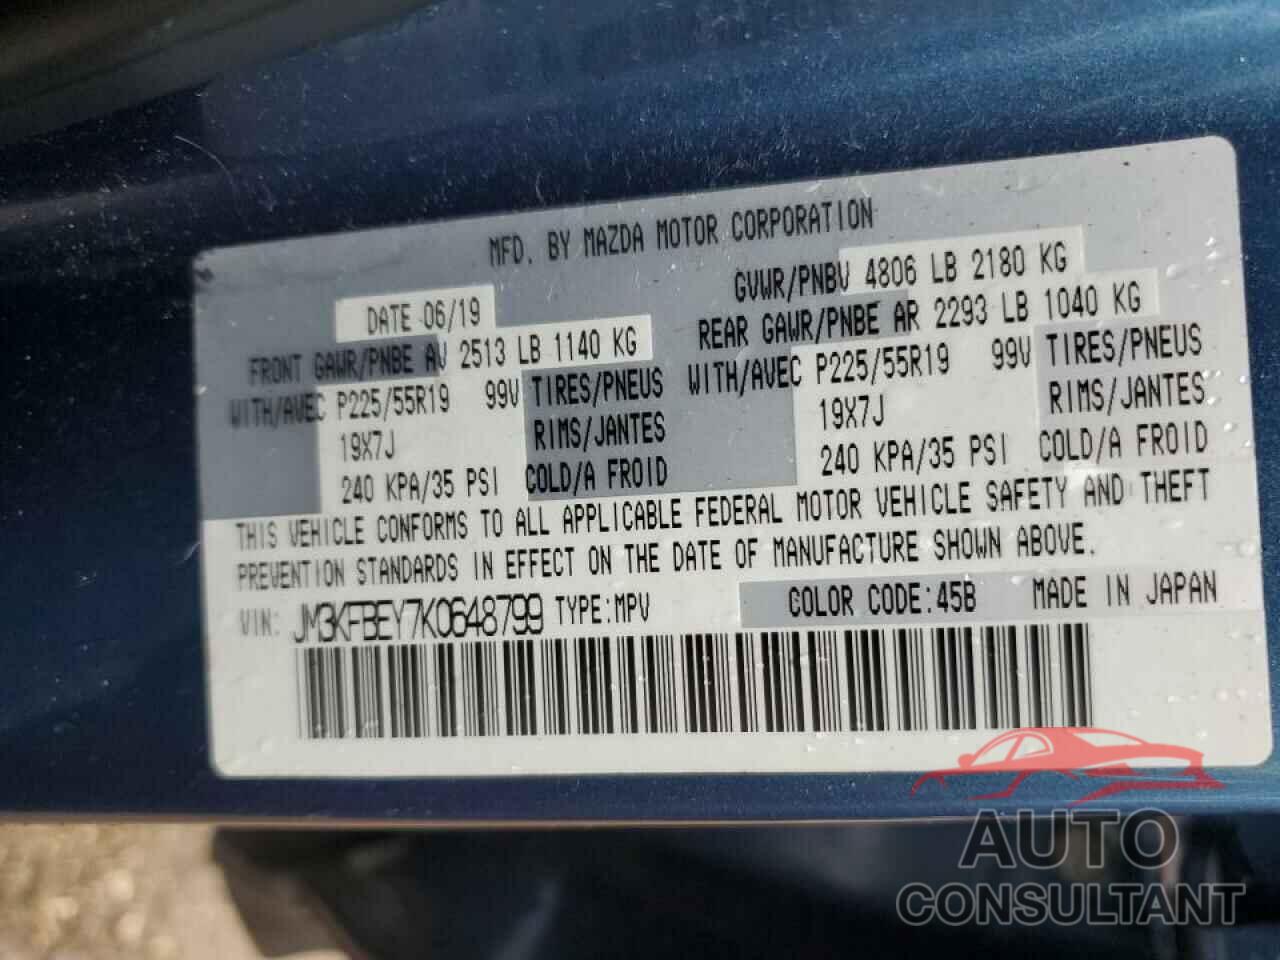 MFD. BY MAZDA MOTOR CORPORATION
DATE 06/19 GVWR/PNBV 4806 LB 2180 KG
FRONT GAWR/PNBE AV 2513 LB 1140 KG REAR GAWR/PNBE AR 2293 LB 1040 KG
WITH/AVEC P225/55R19 99V TIRES/PNEUS WITH/AVEC P225/55R19 99V TIRES/PNEUS
19X7J RIMS/JANTES 19X7J RIMS/JANTES
240 KPA/35 PSI COLD/A FROID 240 KPA/35 PSI COLD/A FROID
THIS VEHICLE CONFORMS TO ALL APPLICABLE FEDERAL MOTOR VEHICLE SAFETY AND THEFT
PREVENTION STANDARDS IN EFFECT ON THE DATE OF MANUFACTURE SHOWN ABOVE.
VIN: JM3KFBEY7K0648799 TYPE:MPV COLOR CODE:45B MADE IN JAPAN
AUTO
CONSULTANT